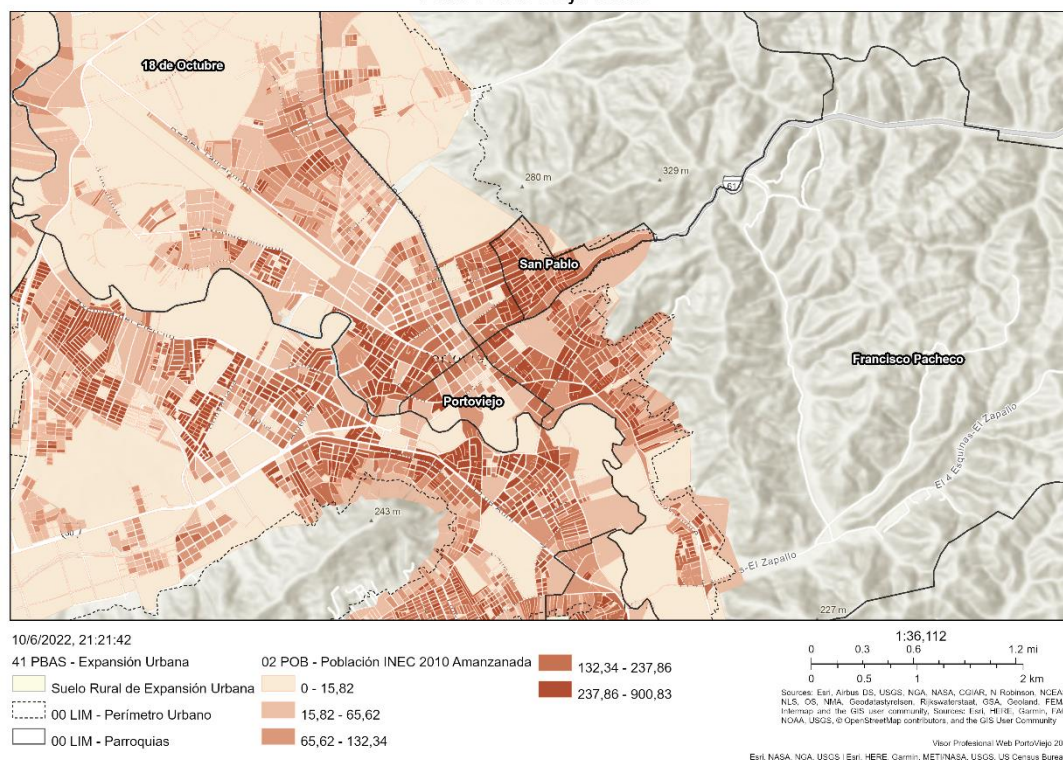 18 de Octubre
280 m
329 m
61
San Pablo
Francisco Pacheco
Portoviejo
El 4 Esquinas-El Zapallo
243 m
-El Zapallo
227 m
10/6/2022, 21:21:42
41 PBAS - Expansión Urbana
Suelo Rural de Expansión Urbana
00 LIM - Perímetro Urbano
00 LIM - Parroquias
02 POB - Población INEC 2010 Amanzanada
0 - 15,82
15,82 - 65,62
65,62 - 132,34
132,34 - 237,86
237,86 - 900,83
1:36,112
0 0.3 0.6 1.2 mi
0 0.5 1 2 km
Sources: Esri, Airbus DS, USGS, NGA, NASA, CGIAR, N Robinson, NCEA
NLS, OS, NMA, Geodatastyrelsen, Rijkswaterstaat, GSA, Geoland, FEMA
Intermap and the GIS user community, Sources: Esri, HERE, Garmin, FAO
NOAA, USGS, © OpenStreetMap contributors, and the GIS User Community
Visor Profesional Web PortoViejo 20
Esri, NASA, NGA, USGS | Esri, HERE, Garmin, METI/NASA, USGS, US Census Burea